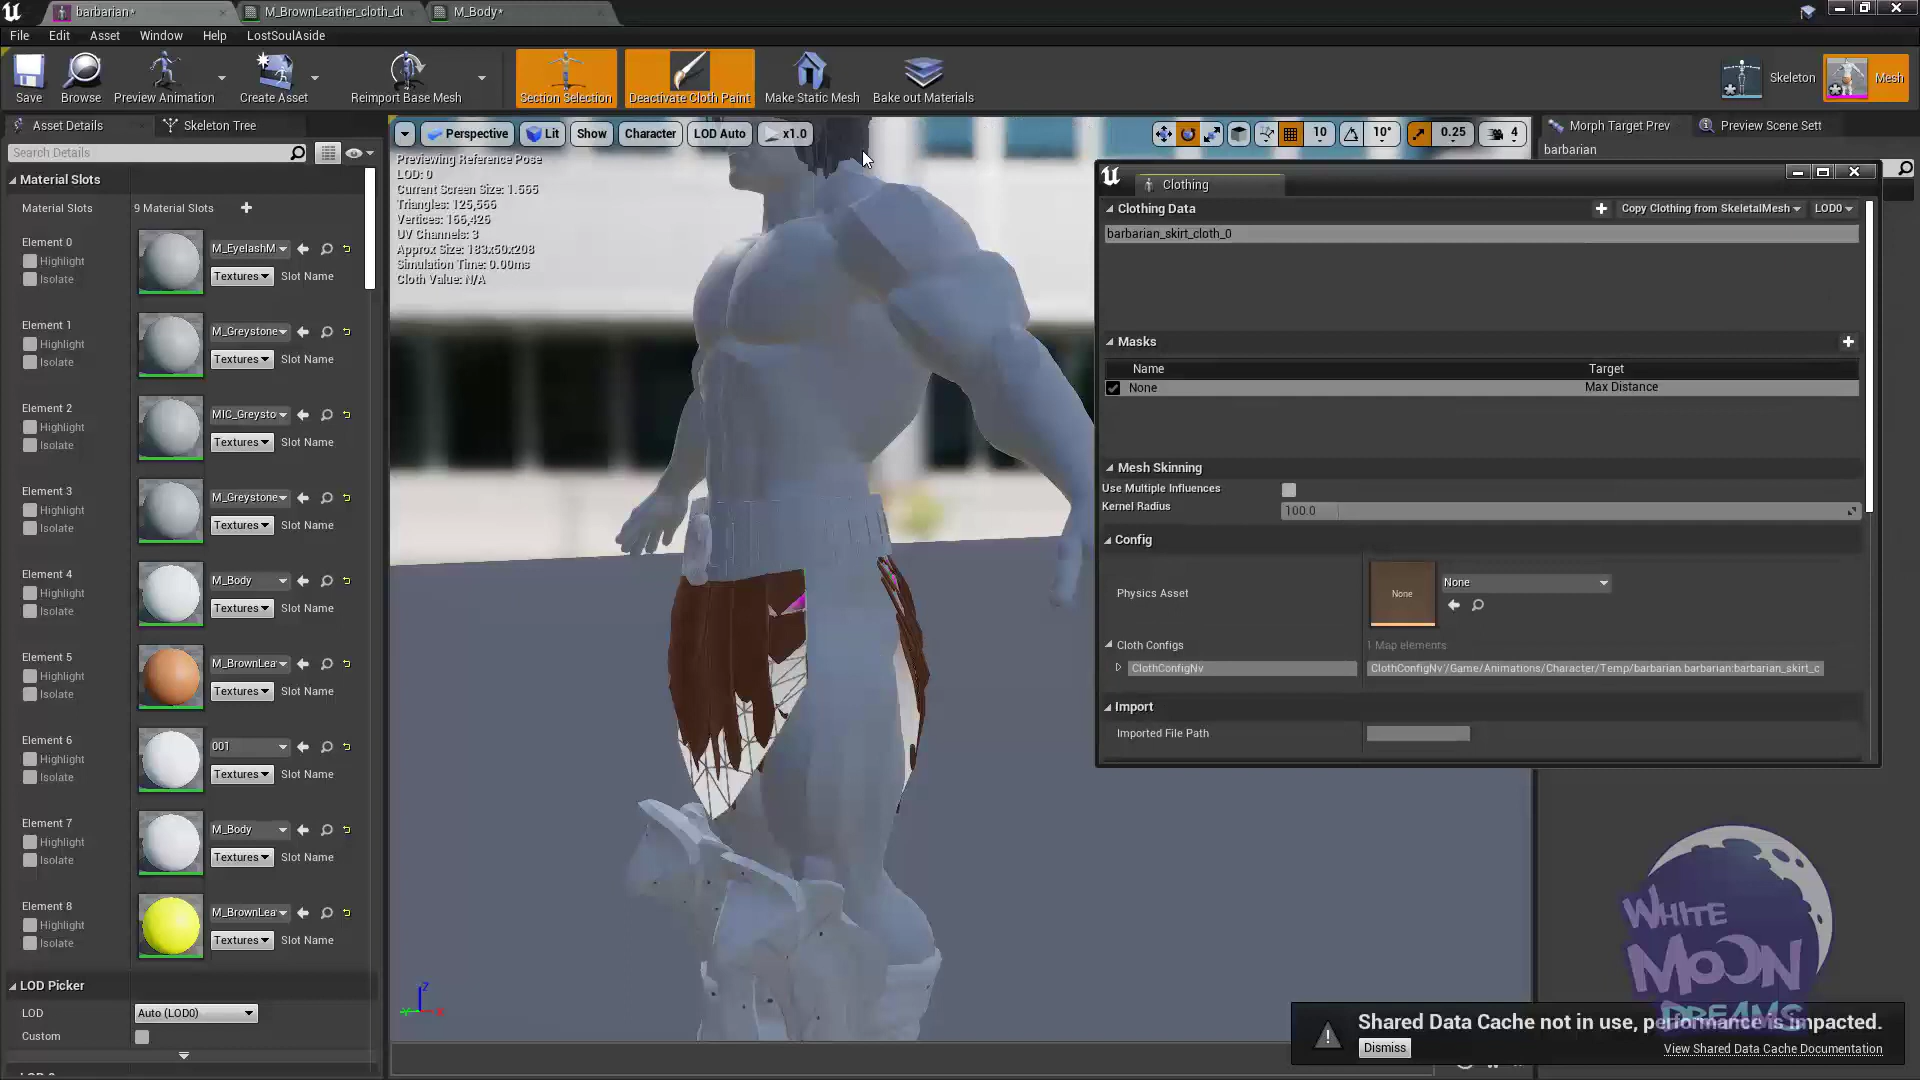 barbarian*
M_BrownLeather_cloth_du
M_Body*
File Edit Asset Window Help LostSoulAside
Save
Browse
Preview Animation
Create Asset
Reimport Base Mesh
Section Selection
Deactivate Cloth Paint
Make Static Mesh
Bake out Materials
Skeleton
Mesh
Asset Details
Skeleton Tree
Search Details
Material Slots
Material Slots 9 Material Slots
Element 0
Highlight
Isolate
M_EyelashM
Textures Slot Name
Element 1
Highlight
Isolate
M_Greystone
Textures Slot Name
Element 2
Highlight
Isolate
MIC_Greysto
Textures Slot Name
Element 3
Highlight
Isolate
M_Greystone
Textures Slot Name
Element 4
Highlight
Isolate
M_Body
Textures Slot Name
Element 5
Highlight
Isolate
M_BrownLea
Textures Slot Name
Element 6
Highlight
Isolate
001
Textures Slot Name
Element 7
Highlight
Isolate
M_Body
Textures Slot Name
Element 8
Highlight
Isolate
M_BrownLea
Textures Slot Name
LOD Picker
LOD Auto (LOD0)
Custom
Perspective Lit Show Character LOD Auto x1.0
10 10° 0.25 4
Previewing Reference Pose
LOD: 0
Current Screen Size: 1.565
Triangles: 125,566
Vertices: 166,426
UV Channels: 3
Approx Size: 183x50x208
Simulation Time: 0.00ms
Cloth Value: N/A
Z
Morph Target Prev
Preview Scene Sett
barbarian
Clothing
Clothing Data
Copy Clothing from SkeletalMesh LOD0
barbarian_skirt_cloth_0
Masks
Name Target
None Max Distance
Mesh Skinning
Use Multiple Influences
Kernel Radius 100.0
Config
Physics Asset
None
None
Cloth Configs 1 Map elements
ClothConfigNv ClothConfigNv'/Game/Animations/Character/Temp/barbarian.barbarian:barbarian_skirt_c
Import
Imported File Path
WHITE
MOON
DREAMS
Shared Data Cache not in use, performance is impacted.
Dismiss
View Shared Data Cache Documentation